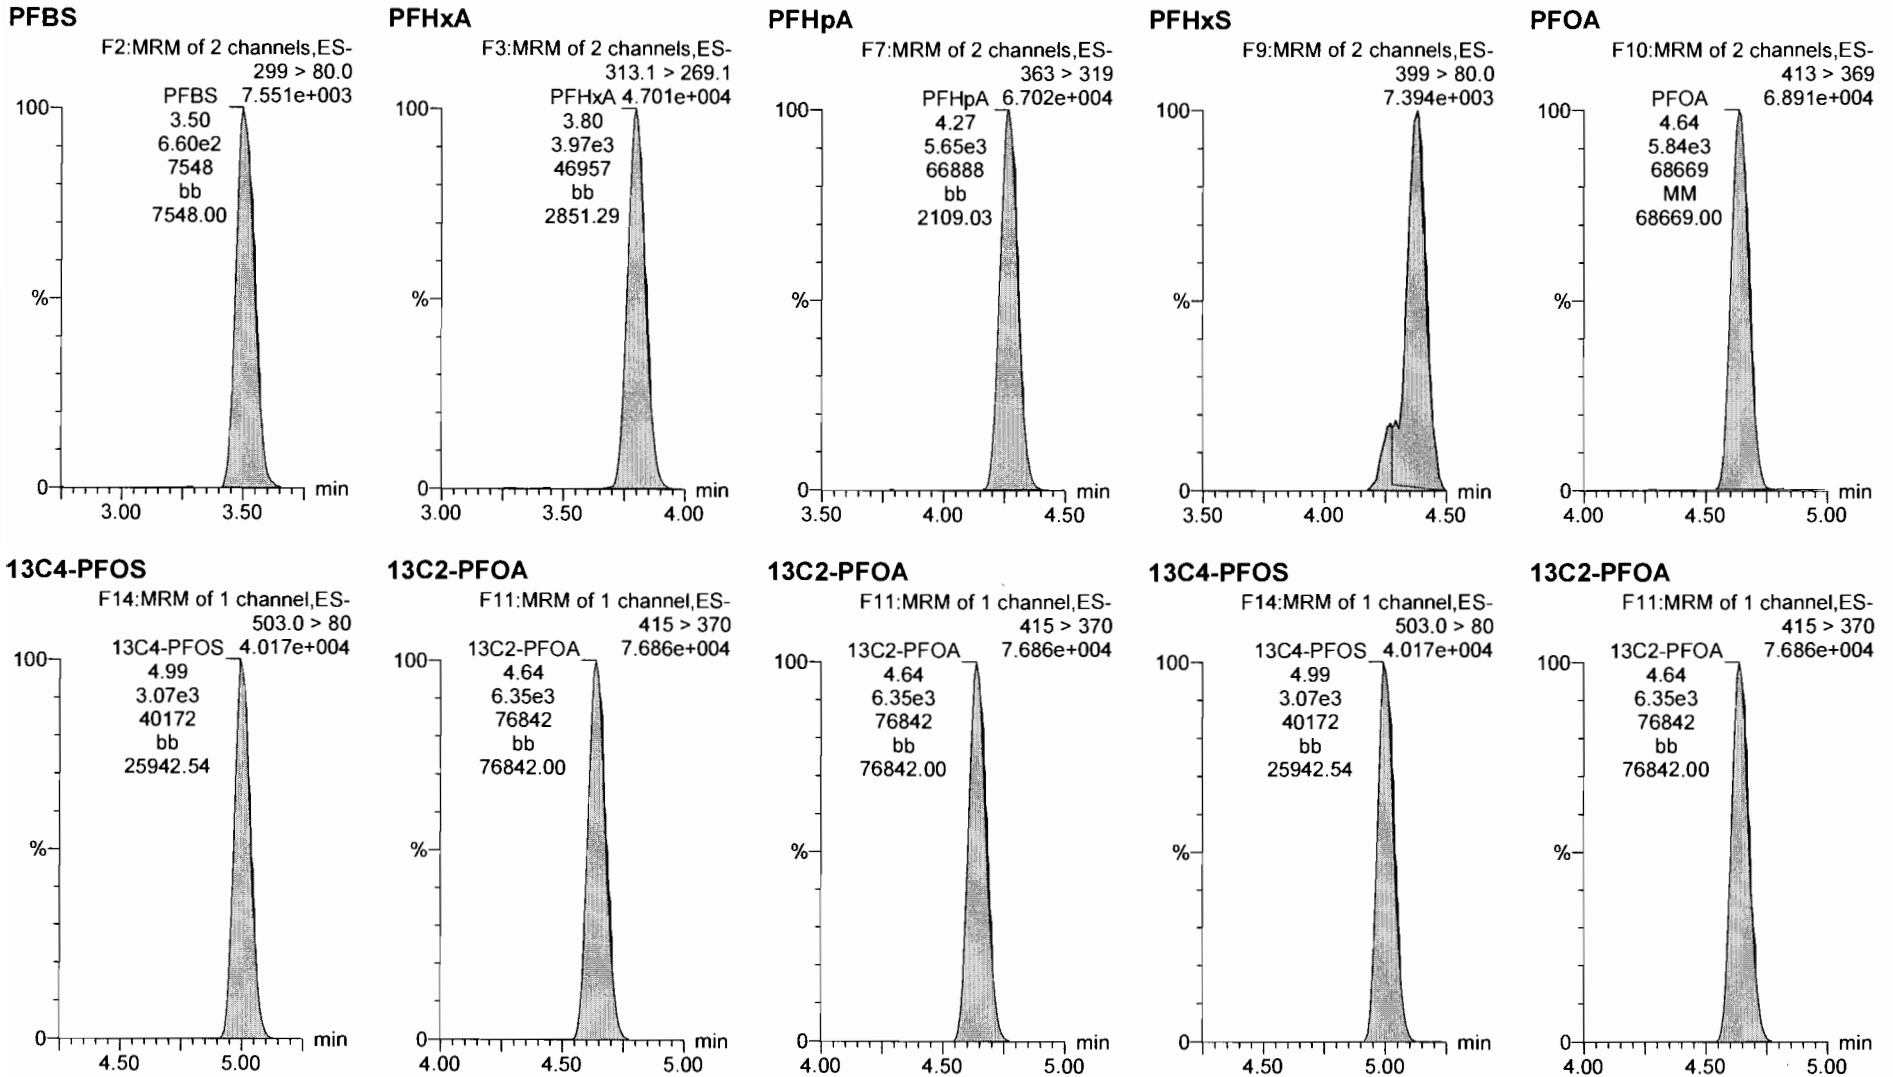 PFBS
F2:MRM of 2 channels,ES-
299 > 80.0
7.551e+003
PFBS
3.50
6.60e2
7548
bb
7548.00
100
%
0
3.00
3.50
min
PFHxA
F3:MRM of 2 channels,ES-
313.1 > 269.1
PFHxA 4.701e+004
3.80
3.97e3
46957
bb
2851.29
100
%
0
3.00
3.50
4.00
min
PFHpA
F7:MRM of 2 channels,ES-
363 > 319
PFHpA 6.702e+004
4.27
5.65e3
66888
bb
2109.03
100
%
0
3.50
4.00
4.50
min
PFHxS
F9:MRM of 2 channels,ES-
399 > 80.0
7.394e+003
100
%
0
3.50
4.00
4.50
min
PFOA
F10:MRM of 2 channels,ES-
413 > 369
PFOA 6.891e+004
4.64
5.84e3
68669
MM
68669.00
100
%
0
4.00
4.50
5.00
min
13C4-PFOS
F14:MRM of 1 channel,ES-
503.0 > 80
13C4-PFOS 4.017e+004
4.99
3.07e3
40172
bb
25942.54
100
%
0
4.50
5.00
min
13C2-PFOA
F11:MRM of 1 channel,ES-
415 > 370
13C2-PFOA 7.686e+004
4.64
6.35e3
76842
bb
76842.00
100
%
0
4.00
4.50
5.00
min
13C2-PFOA
F11:MRM of 1 channel,ES-
415 > 370
13C2-PFOA 7.686e+004
4.64
6.35e3
76842
bb
76842.00
100
%
0
4.00
4.50
5.00
min
13C4-PFOS
F14:MRM of 1 channel,ES-
503.0 > 80
13C4-PFOS 4.017e+004
4.99
3.07e3
40172
bb
25942.54
100
%
0
4.50
5.00
min
13C2-PFOA
F11:MRM of 1 channel,ES-
415 > 370
13C2-PFOA 7.686e+004
4.64
6.35e3
76842
bb
76842.00
100
%
0
4.00
4.50
5.00
min